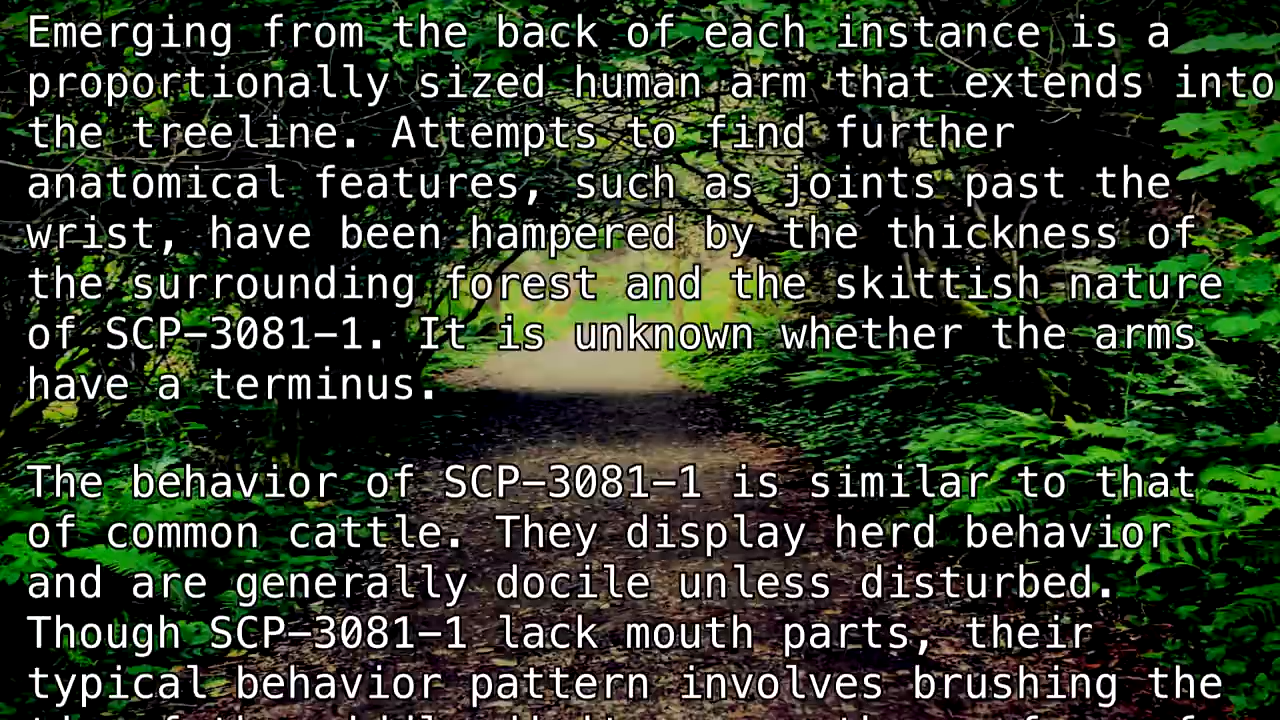 Emerging from the back of each instance is a
proportionally sized human arm that extends into
the treeline. Attempts to find further
anatomical features, such as joints past the
wrist, have been hampered by the thickness of
the surrounding forest and the skittish nature
of SCP−3081−1. It is unknown whether the arms
have a terminus.
The behavior of SCP−3081−1 is similar to that
of common cattle. They display herd behavior
and are generally docile unless disturbed.
Though SCP−3081−1 lack mouth parts, their
typical behavior pattern involves brushing the